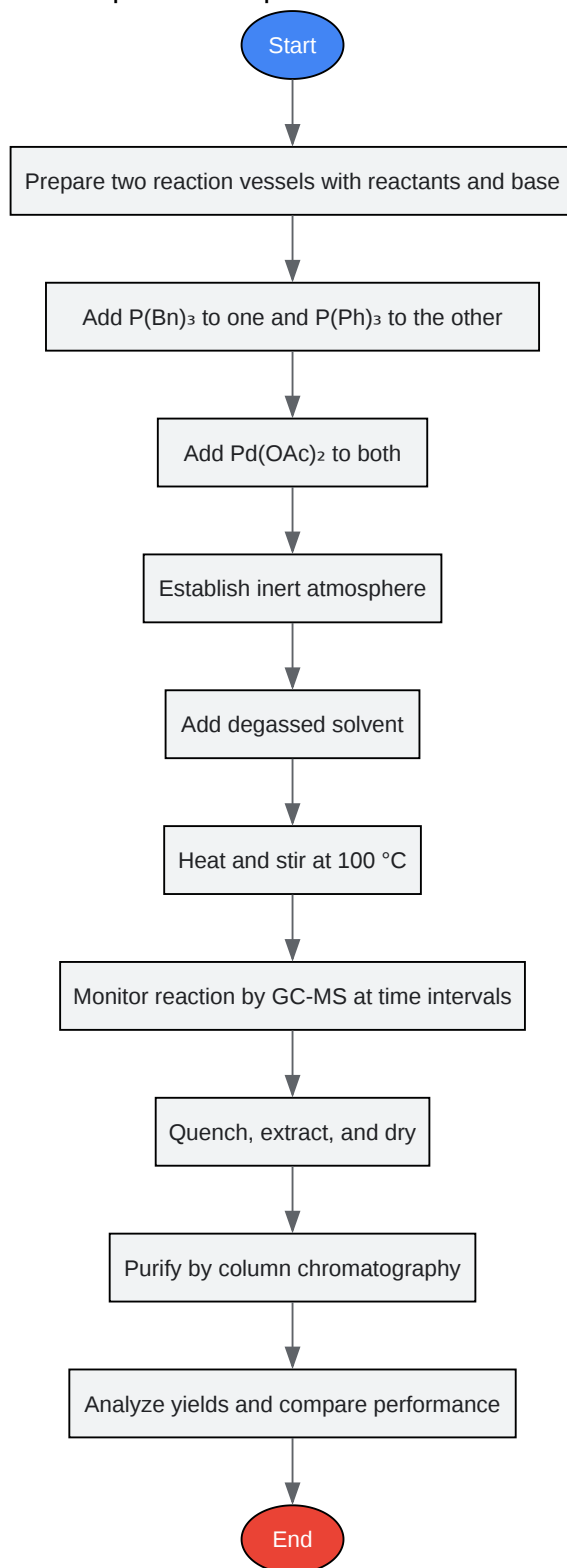 Start
Prepare two reaction vessels with reactants and base
Add P(Bn)₃ to one and P(Ph)₃ to the other
Add Pd(OAc)₂ to both
Establish inert atmosphere
Add degassed solvent
Heat and stir at 100 °C
Monitor reaction by GC-MS at time intervals
Quench, extract, and dry
Purify by column chromatography
Analyze yields and compare performance
End